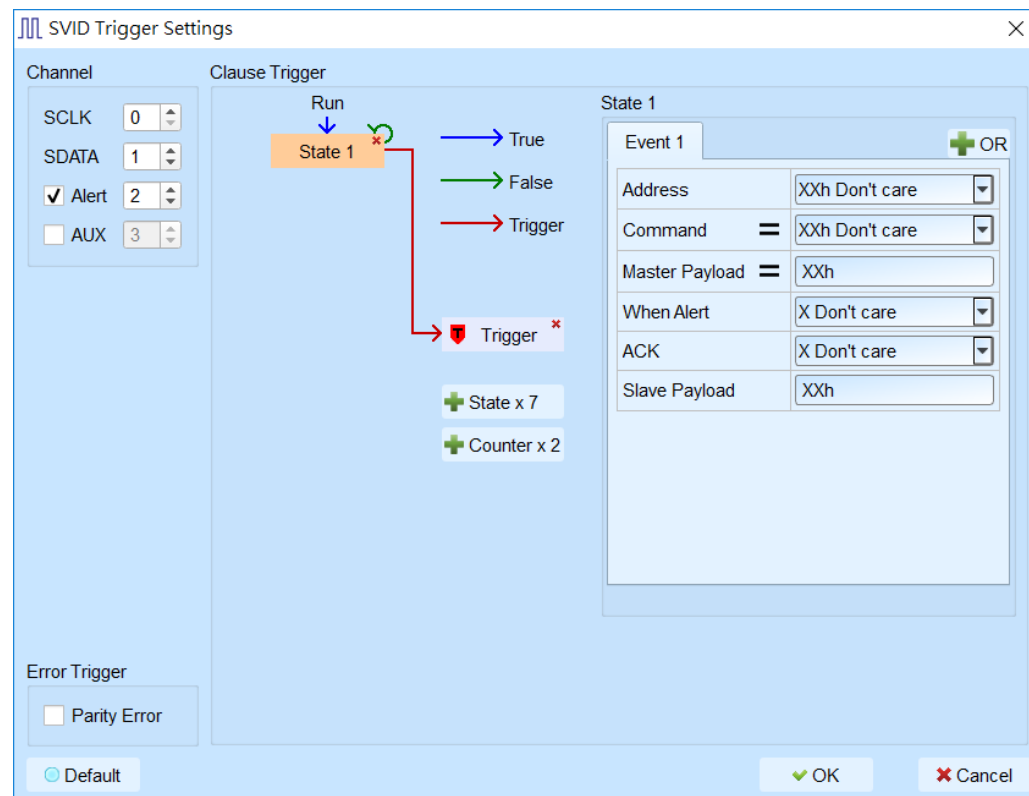 SVID Trigger Settings
Channel
SCLK 0
SDATA 1
Alert 2
AUX 3
Clause Trigger
Run
State 1
True
False
Trigger
Trigger
State x 7
Counter x 2
State 1
Event 1
OR
Address XXh Don't care
Command = XXh Don't care
Master Payload = XXh
When Alert X Don't care
ACK X Don't care
Slave Payload XXh
Error Trigger
Parity Error
Default
OK
Cancel